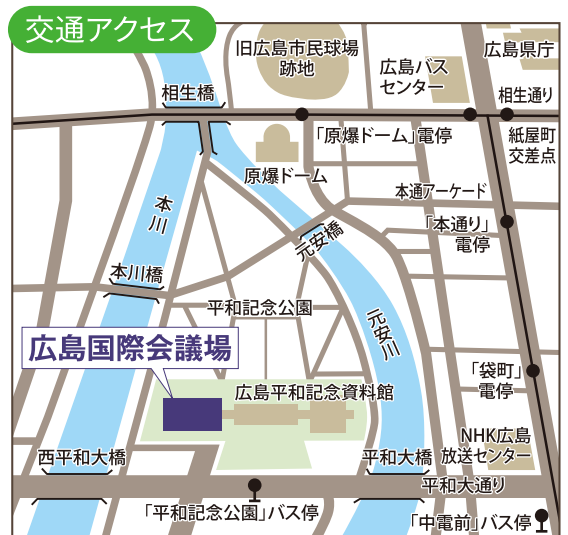 交通アクセス
旧広島市民球場
跡地
広島県庁
広島バス
センター
相生橋
相生通り
「原爆ドーム」電停
紙屋町
交差点
原爆ドーム
本通アーケード
本川
「本通り」
電停
元安橋
本川橋
平和記念公園
元安川
広島国際会議場
「袋町」
電停
広島平和記念資料館
NHK広島
放送センター
西平和大橋
平和大橋
平和大通り
「平和記念公園」バス停
「中電前」バス停